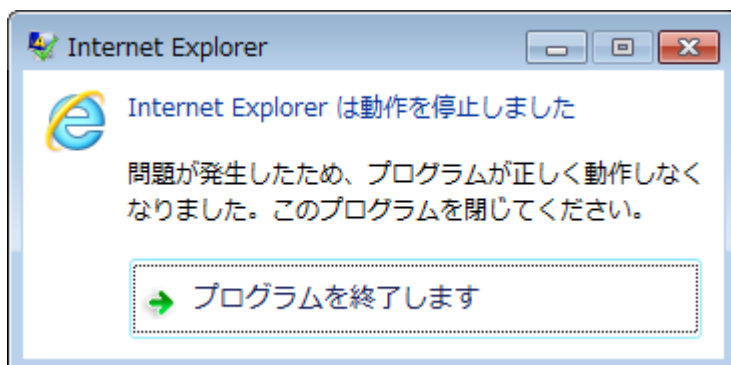 Internet Explorer
Internet Explorer は動作を停止しました
問題が発生したため、プログラムが正しく動作しなく
なりました。このプログラムを閉じてください。
プログラムを終了します